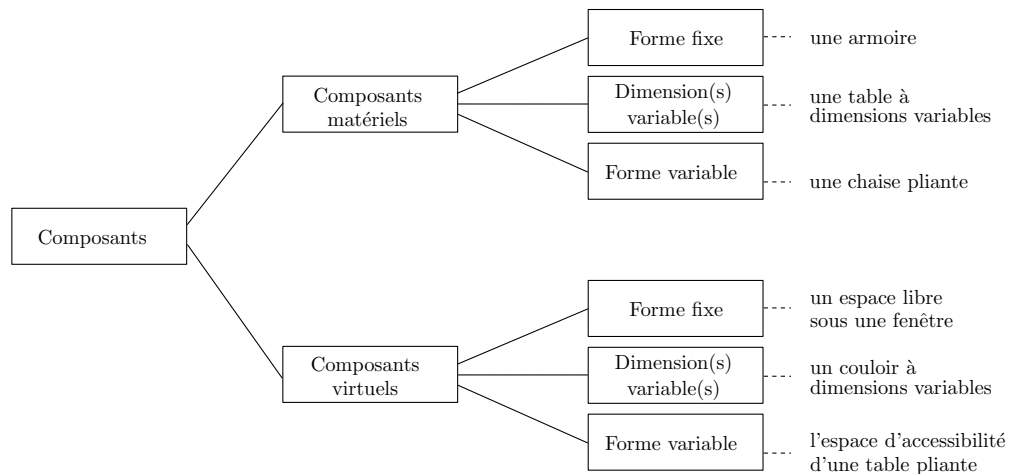 Forme fixe
une armoire
Composants
matériels
Dimension(s)
variable(s)
une table à
dimensions variables
Forme variable
une chaise pliante
Composants
Forme fixe
un espace libre
sous une fenêtre
Composants
virtuels
Dimension(s)
variable(s)
un couloir à
dimensions variables
Forme variable
l'espace d'accessibilité
d'une table pliante